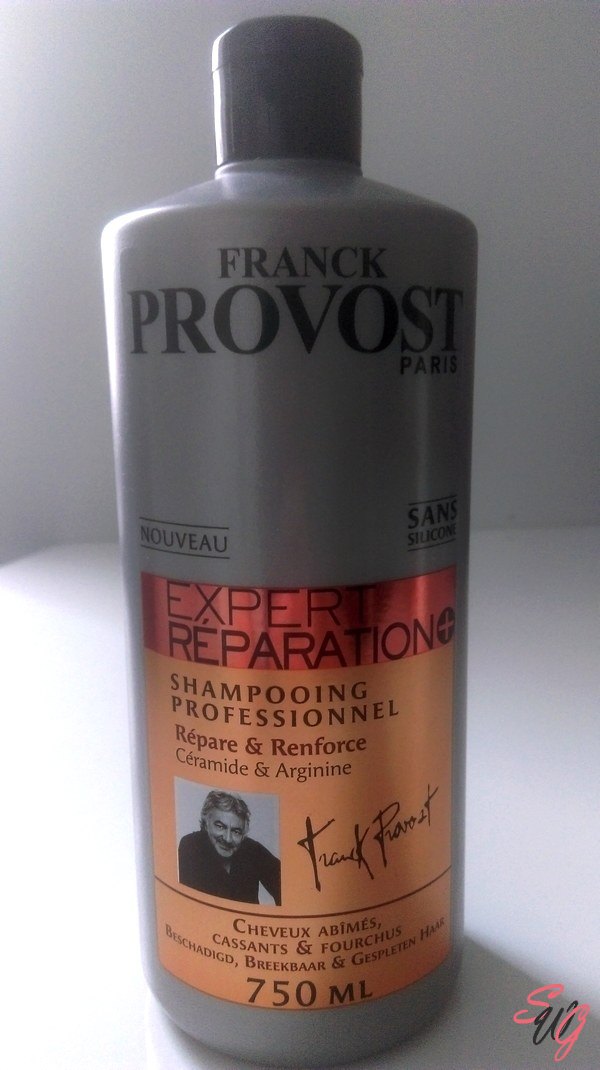 FRANCK
PROVOST
PARIS
NOUVEAU
SANS
SILICONE
EXPERT
RÉPARATION+
SHAMPOOING
PROFESSIONNEL
Répare & Renforce
Céramide & Arginine
Franck Provost
CHEVEUX ABÎMÉS,
CASSANTS & FOURCHUS
BESCHADIGD, BREEKBAAR & GESPLETEN HAAR
750 ML
SWG